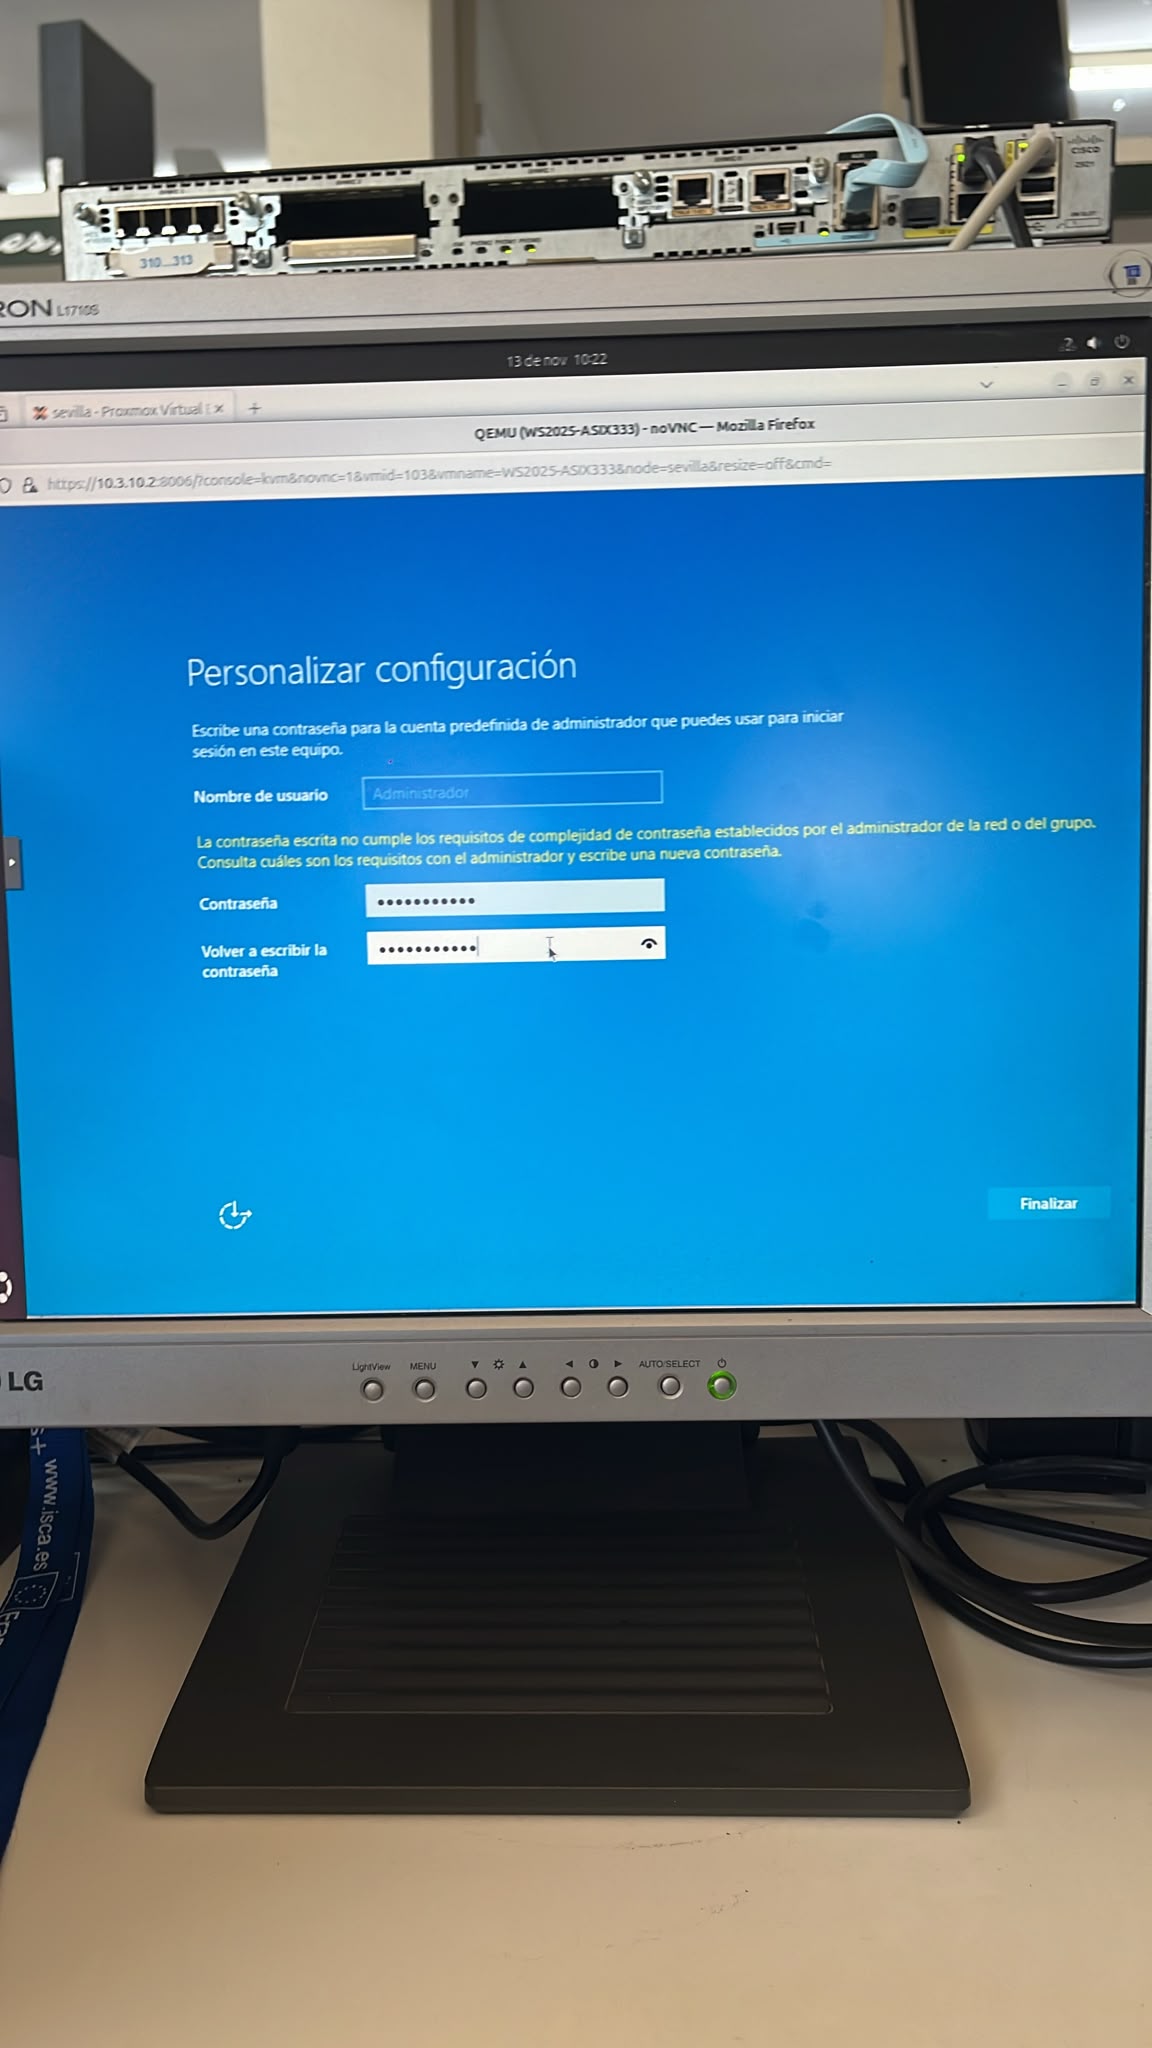 es,
CISCO
2921
310...313
RON L1710S
13 de nov 10:22
sevilla - Proxmox Virtual E
QEMU (WS2025-ASIX333) - noVNC — Mozilla Firefox
https://10.3.10.2:8006/?console=kvm&novnc=1&vmid=103&vmname=WS2025-ASIX333&node=sevilla&resize=off&cmd=
Personalizar configuración
Escribe una contraseña para la cuenta predefinida de administrador que puedes usar para iniciar
sesión en este equipo.
Nombre de usuario
Administrador
La contraseña escrita no cumple los requisitos de complejidad de contraseña establecidos por el administrador de la red o del grupo.
Consulta cuáles son los requisitos con el administrador y escribe una nueva contraseña.
Contraseña
Volver a escribir la
contraseña
Finalizar
LG
LightView
MENU
AUTO/SELECT
s+ www.isca.es